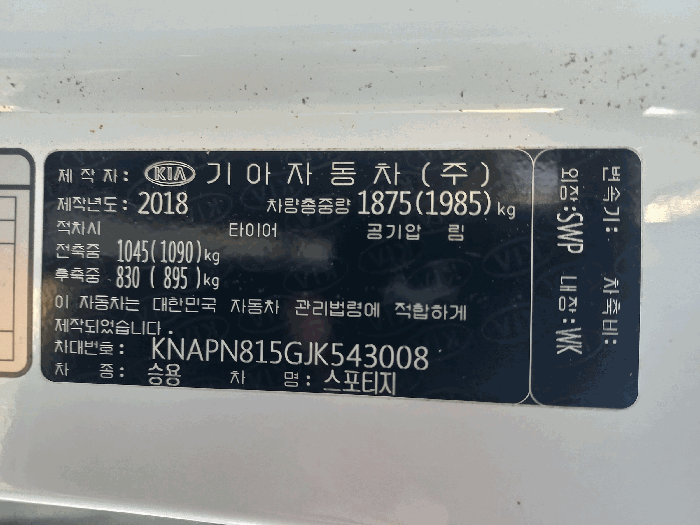 제 작 자: KIA 기아자동차(주)
제작년도: 2018 차량총중량 1875(1985)kg
적차시 타이어 공기압 림
전축중 1045(1090)kg
후축중 830 ( 895)kg
이 자동차는 대한민국 자동차 관리법령에 적합하게
제작되었습니다.
차대번호: KNAPN815GJK543008
차 종: 승용 차 명: 스포티지
변속기: 차축비:
외장:SWP 내장:WK